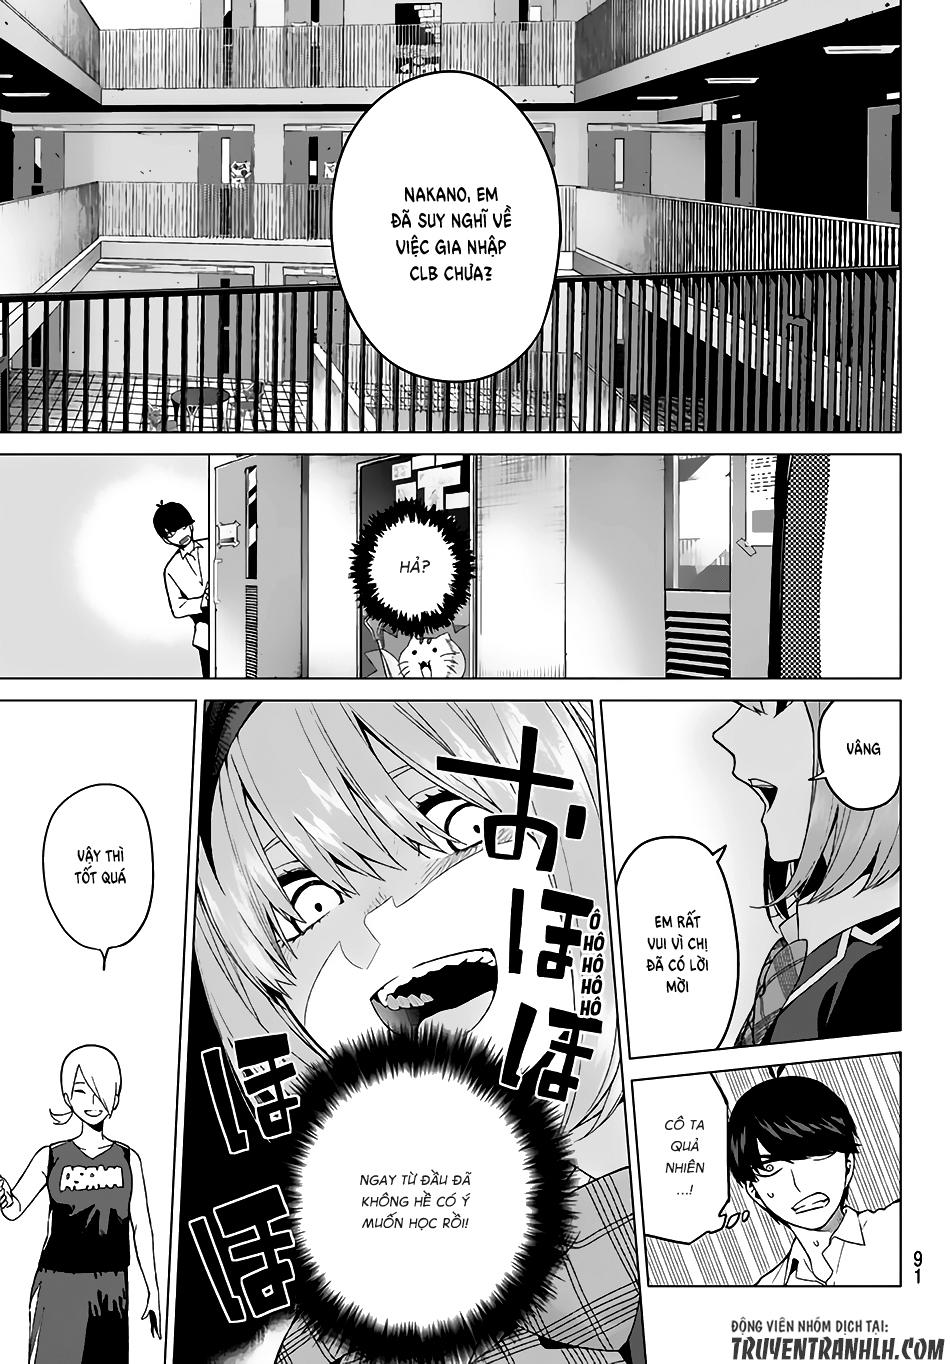 NAKANO, EM
ĐÃ SUY NGHĨ VỀ
VIỆC GIA NHẬP
CLB CHƯA?
HẢ?
VÂNG
EM RẤT
VUI VÌ CHỊ
ĐÃ CÓ LỜI
MỜI
おほほ
Ô HÔ HÔ HÔ HÔ
ほほ
NGAY TỪ ĐẦU ĐÃ
KHÔNG HỀ CÓ Ý
MUỐN HỌC RỒI!
VẬY THÌ
TỐT QUÁ
CÔ TA
QUẢ
NHIÊN
...!
91
ĐỘNG VIÊN NHÓM DỊCH TẠI:
TRUYENTRANHLH.COM